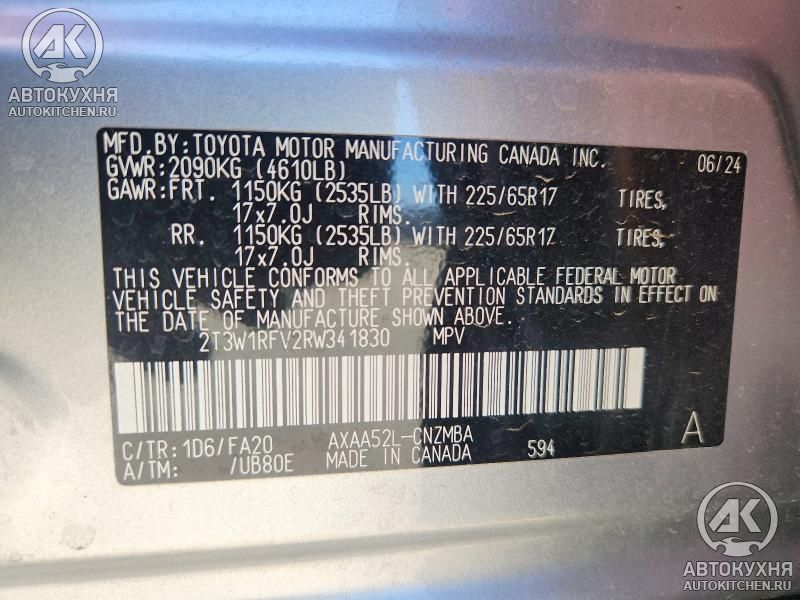 AK
АВТОКУХНЯ
AUTOKITCHEN.RU
MFD.BY:TOYOTA MOTOR MANUFACTURING CANADA INC. 06/24
GVWR:2090KG (4610LB)
GAWR:FRT. 1150KG (2535LB) WITH 225/65R17 TIRES,
17x7.0J RIMS.
RR. 1150KG (2535LB) WITH 225/65R17 TIRES,
17x7.0J RIMS.
THIS VEHICLE CONFORMS TO ALL APPLICABLE FEDERAL MOTOR
VEHICLE SAFETY AND THEFT PREVENTION STANDARDS IN EFFECT ON
THE DATE OF MANUFACTURE SHOWN ABOVE.
2T3W1RFV2RW341830 MPV
C/TR:1D6/FA20 AXAA52L-CNZMBA A
A/TM: /UB80E MADE IN CANADA 594
AK
АВТОКУХНЯ
AUTOKITCHEN.RU